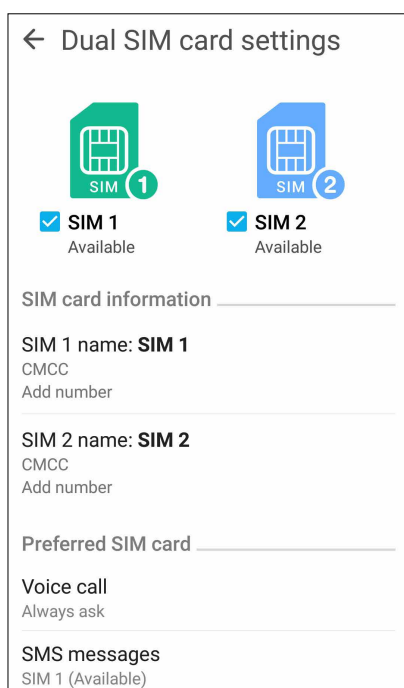 Dual SIM card settings
SIM 1
SIM 2
SIM 1
Available
SIM 2
Available
SIM card information
SIM 1 name: SIM 1
CMCC
Add number
SIM 2 name: SIM 2
CMCC
Add number
Preferred SIM card
Voice call
Always ask
SMS messages
SIM 1 (Available)